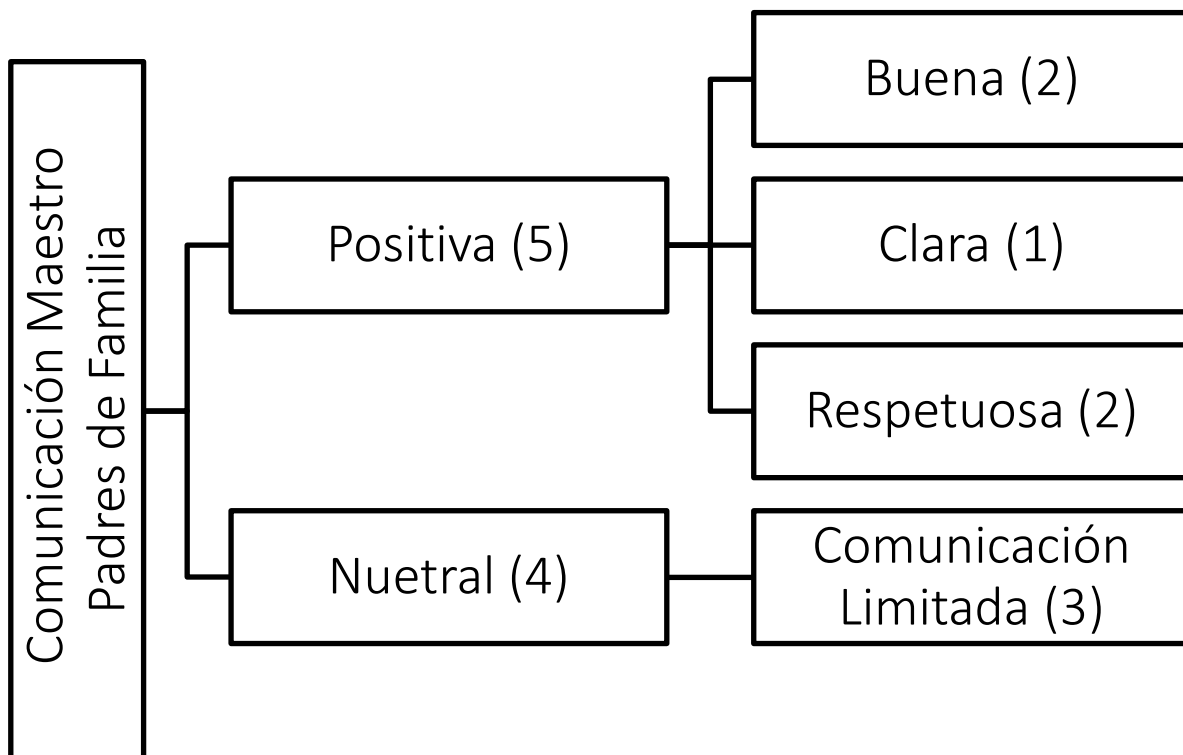 Comunicación Maestro
Padres de Familia
Positiva (5)
Buena (2)
Clara (1)
Respetuosa (2)
Nuetral (4)
Comunicación
Limitada (3)